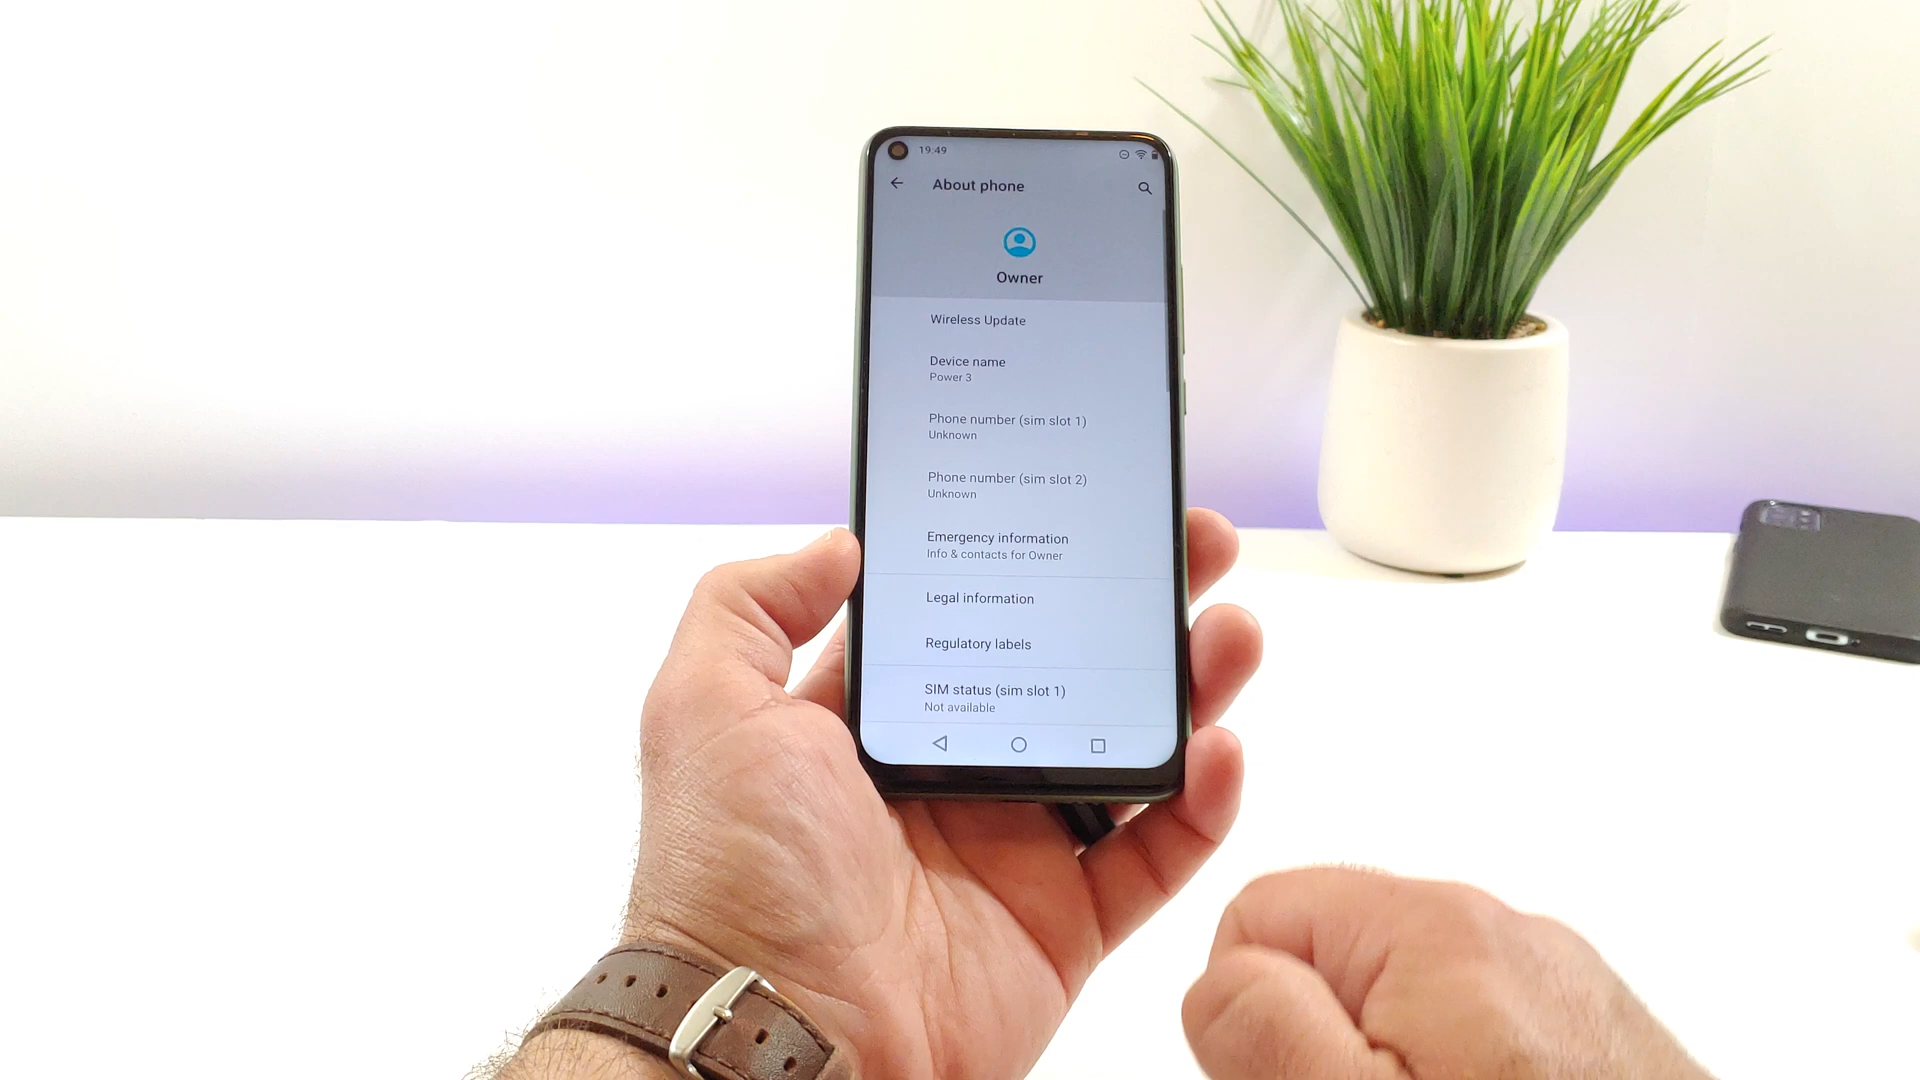 19:49
About phone
Owner
Wireless Update
Device name
Power 3
Phone number (sim slot 1)
Unknown
Phone number (sim slot 2)
Unknown
Emergency information
Info & contacts for Owner
Legal information
Regulatory labels
SIM status (sim slot 1)
Not available